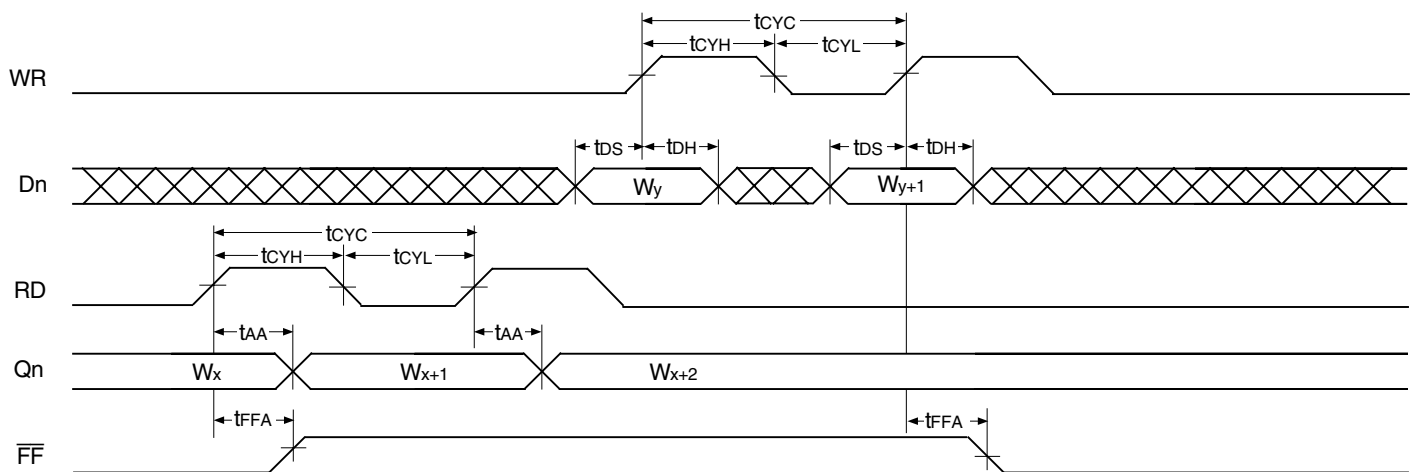 tCYC
tCYH tCYL
WR
tDS tDH tDS tDH
Dn Wy Wy+1
tCYC
tCYH tCYL
RD
tAA tAA
Qn Wx Wx+1 Wx+2
tFFA tFFA
F̅F̅